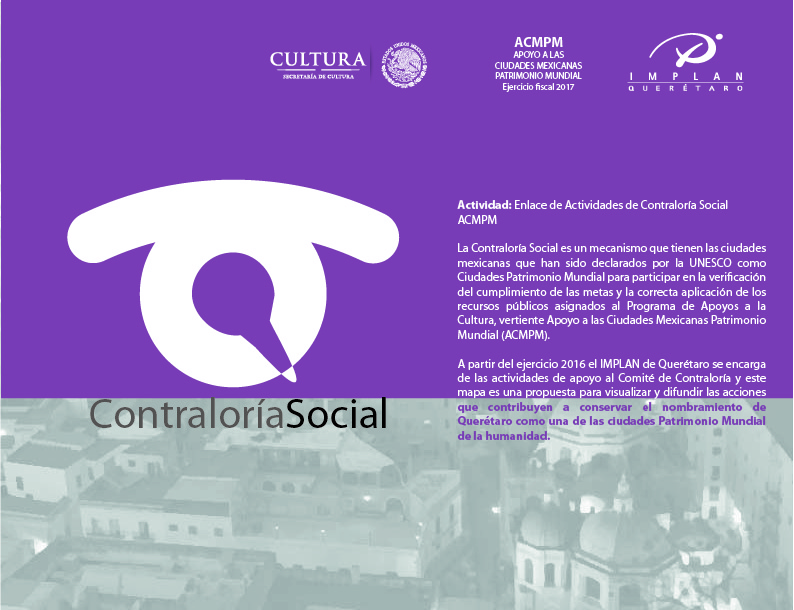 CULTURA
SECRETARÍA DE CULTURA
ESTADOS UNIDOS MEXICANOS
ACMPM
APOYO A LAS
CIUDADES MEXICANAS
PATRIMONIO MUNDIAL
Ejercicio fiscal 2017
IMPLAN
QUERÉTARO
Actividad: Enlace de Actividades de Contraloría Social
ACMPM
La Contraloría Social es un mecanismo que tienen las ciudades
mexicanas que han sido declarados por la UNESCO como
Ciudades Patrimonio Mundial para participar en la verificación
del cumplimiento de las metas y la correcta aplicación de los
recursos públicos asignados al Programa de Apoyos a la
Cultura, vertiente Apoyo a las Ciudades Mexicanas Patrimonio
Mundial (ACMPM).
A partir del ejercicio 2016 el IMPLAN de Querétaro se encarga
de las actividades de apoyo al Comité de Contraloría y este
mapa es una propuesta para visualizar y difundir las acciones
que contribuyen a conservar el nombramiento de
Querétaro como una de las ciudades Patrimonio Mundial
de la humanidad.
ContraloríaSocial